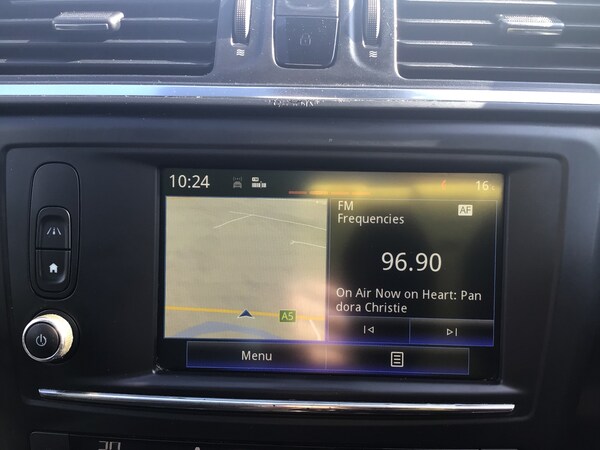 10:24
16
FM
Frequencies
AF
96.90
On Air Now on Heart: Pan
dora Christie
A5
Menu